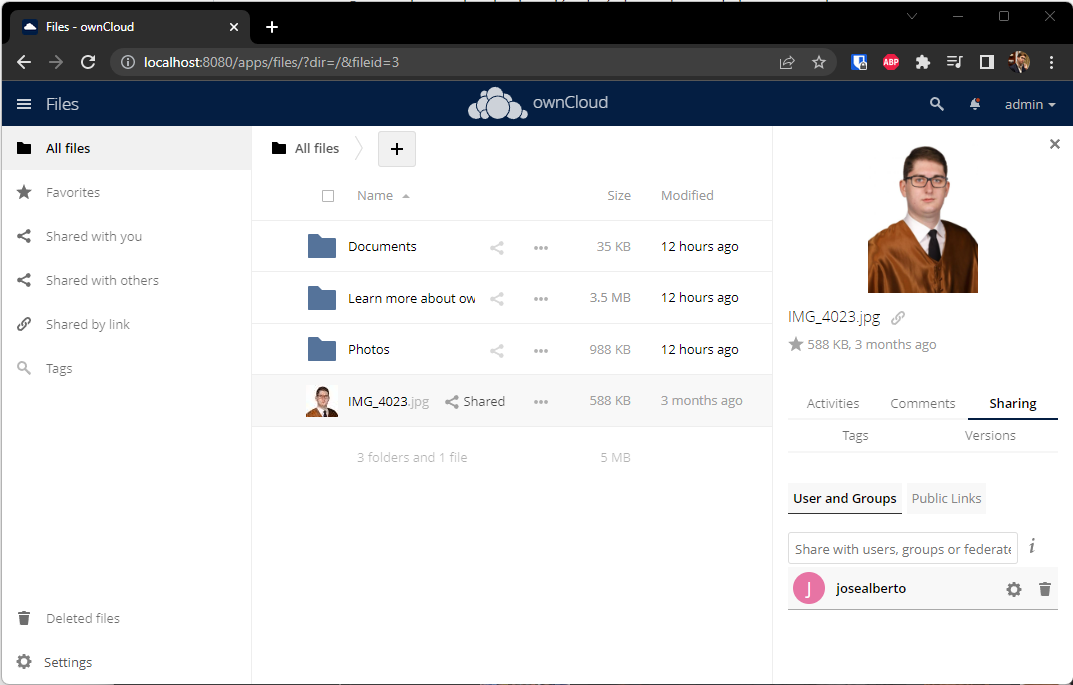 Files - ownCloud
localhost:8080/apps/files/?dir=/&fileid=3
ABP
Files
ownCloud
admin
All files
Favorites
Shared with you
Shared with others
Shared by link
Tags
Deleted files
Settings
All files
+
Name Size Modified
Documents 35 KB 12 hours ago
Learn more about ow 3.5 MB 12 hours ago
Photos 988 KB 12 hours ago
IMG_4023.jpg Shared 588 KB 3 months ago
3 folders and 1 file 5 MB
IMG_4023.jpg
588 KB, 3 months ago
Activities Comments Sharing
Tags Versions
User and Groups Public Links
Share with users, groups or federate
i
J josealberto